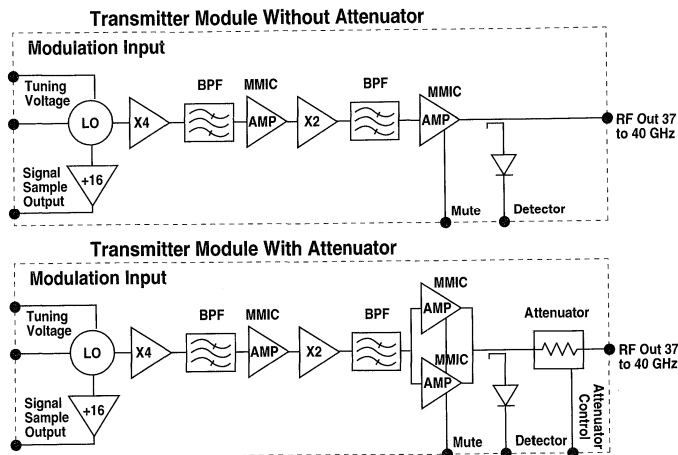 Transmitter Module Without Attenuator
Modulation Input
Tuning
Voltage
LO
X4
BPF
MMIC
AMP
X2
BPF
MMIC
AMP
RF Out 37
to 40 GHz
Signal
Sample
Output
+16
Mute
Detector
Transmitter Module With Attenuator
Modulation Input
Tuning
Voltage
LO
X4
BPF
MMIC
AMP
X2
BPF
MMIC
AMP
MMIC
AMP
Attenuator
RF Out 37
to 40 GHz
Signal
Sample
Output
+16
Mute
Detector
Attenuator
Control